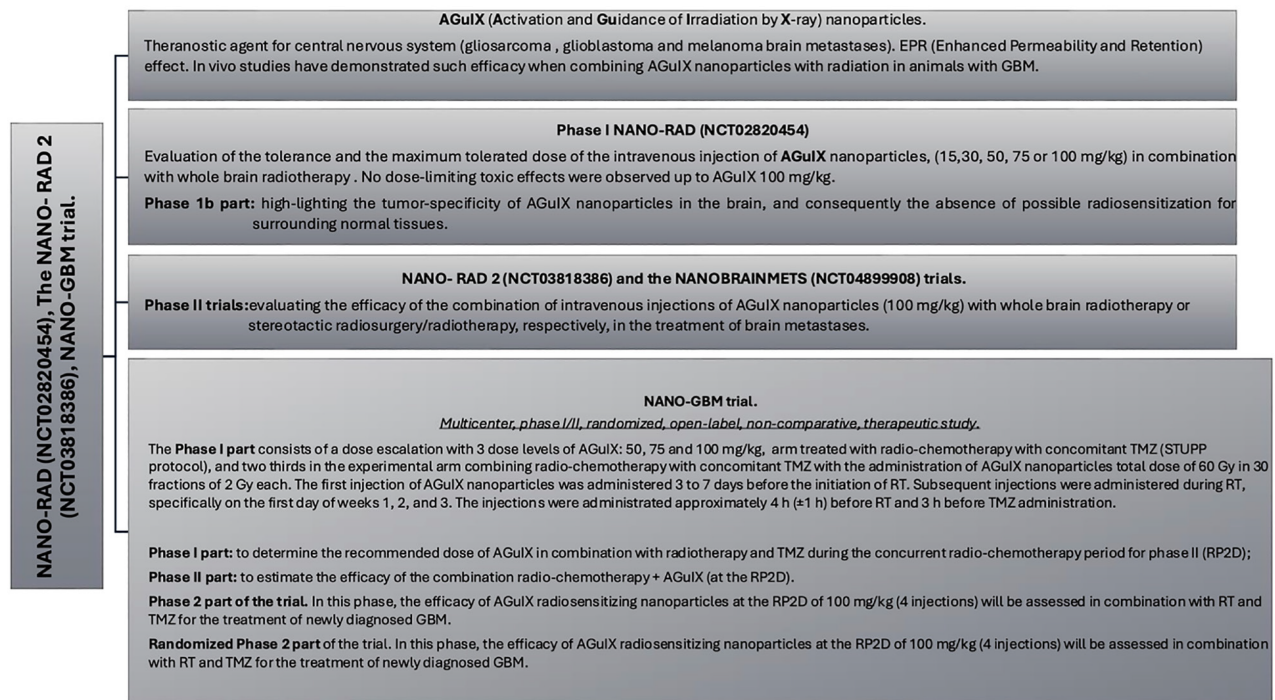 NANO-RAD (NCT02820454), The NANO- RAD 2
(NCT03818386), NANO-GBM trial.
AGuIX (Activation and Guidance of Irradiation by X-ray) nanoparticles.
Theranostic agent for central nervous system (gliosarcoma , glioblastoma and melanoma brain metastases). EPR (Enhanced Permeability and Retention)
effect. In vivo studies have demonstrated such efficacy when combining AGuIX nanoparticles with radiation in animals with GBM.
Phase I NANO-RAD (NCT02820454)
Evaluation of the tolerance and the maximum tolerated dose of the intravenous injection of AGuIX nanoparticles, (15,30, 50, 75 or 100 mg/kg) in combination
with whole brain radiotherapy . No dose-limiting toxic effects were observed up to AGuIX 100 mg/kg.
Phase 1b part: high-lighting the tumor-specificity of AGuIX nanoparticles in the brain, and consequently the absence of possible radiosensitization for
surrounding normal tissues.
NANO- RAD 2 (NCT03818386) and the NANOBRAINMETS (NCT04899908) trials.
Phase II trials:evaluating the efficacy of the combination of intravenous injections of AGuIX nanoparticles (100 mg/kg) with whole brain radiotherapy or
stereotactic radiosurgery/radiotherapy, respectively, in the treatment of brain metastases.
NANO-GBM trial.
Multicenter, phase I/II, randomized, open-label, non-comparative, therapeutic study.
The Phase I part consists of a dose escalation with 3 dose levels of AGuIX: 50, 75 and 100 mg/kg, arm treated with radio-chemotherapy with concomitant TMZ (STUPP
protocol), and two thirds in the experimental arm combining radio-chemotherapy with concomitant TMZ with the administration of AGuIX nanoparticles total dose of 60 Gy in 30
fractions of 2 Gy each. The first injection of AGuIX nanoparticles was administered 3 to 7 days before the initiation of RT. Subsequent injections were administered during RT,
specifically on the first day of weeks 1, 2, and 3. The injections were administrated approximately 4 h (±1 h) before RT and 3 h before TMZ administration.
Phase I part: to determine the recommended dose of AGuIX in combination with radiotherapy and TMZ during the concurrent radio-chemotherapy period for phase II (RP2D);
Phase II part: to estimate the efficacy of the combination radio-chemotherapy + AGuIX (at the RP2D).
Phase 2 part of the trial. In this phase, the efficacy of AGuIX radiosensitizing nanoparticles at the RP2D of 100 mg/kg (4 injections) will be assessed in combination with RT and
TMZ for the treatment of newly diagnosed GBM.
Randomized Phase 2 part of the trial. In this phase, the efficacy of AGuIX radiosensitizing nanoparticles at the RP2D of 100 mg/kg (4 injections) will be assessed in combination
with RT and TMZ for the treatment of newly diagnosed GBM.